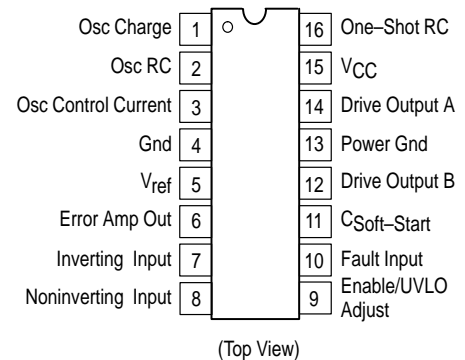 Osc Charge 1 16 One–Shot RC
Osc RC 2 15 VCC
Osc Control Current 3 14 Drive Output A
Gnd 4 13 Power Gnd
Vref 5 12 Drive Output B
Error Amp Out 6 11 CSoft–Start
Inverting Input 7 10 Fault Input
Noninverting Input 8 9 Enable/UVLO
Adjust
(Top View)